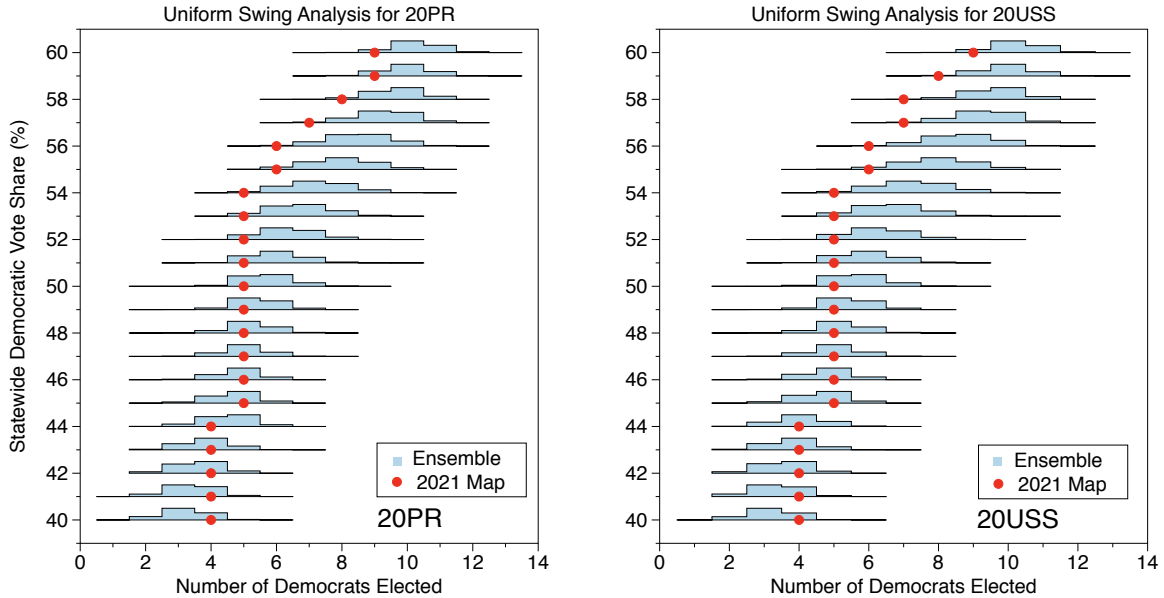 Uniform Swing Analysis for 20PR
Statewide Democratic Vote Share (%)
60
58
56
54
52
50
48
46
44
42
40
Ensemble
2021 Map
20PR
0 2 4 6 8 10 12 14
Number of Democrats Elected
Uniform Swing Analysis for 20USS
60
58
56
54
52
50
48
46
44
42
40
Ensemble
2021 Map
20USS
0 2 4 6 8 10 12 14
Number of Democrats Elected